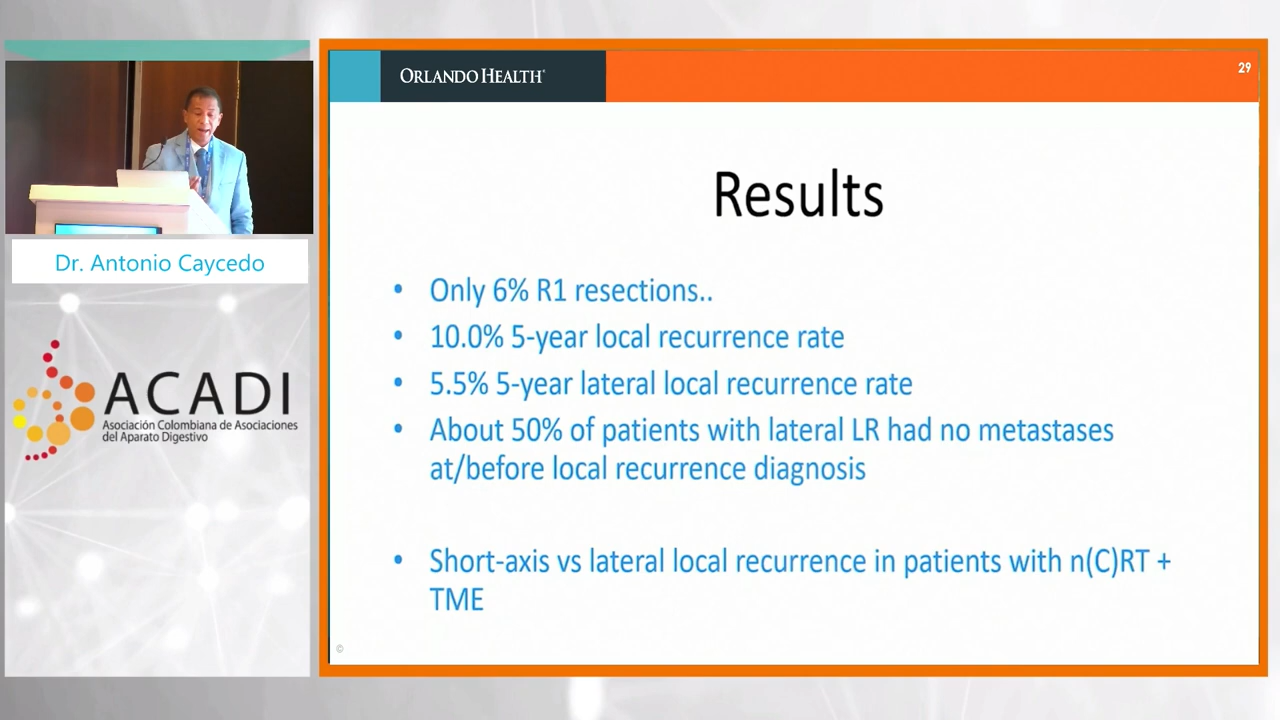 ORLANDO HEALTH®
29
Results
• Only 6% R1 resections..
• 10.0% 5-year local recurrence rate
• 5.5% 5-year lateral local recurrence rate
• About 50% of patients with lateral LR had no metastases
at/before local recurrence diagnosis
• Short-axis vs lateral local recurrence in patients with n(C)RT +
TME
©
Dr. Antonio Caycedo
ACADI
Asociación Colombiana de Asociaciones
del Aparato Digestivo